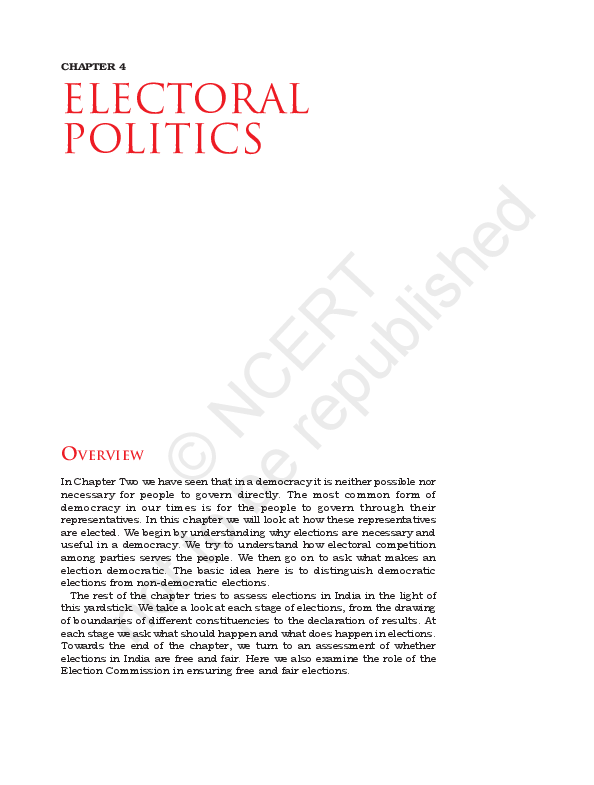 CHAPTER 4
ELECTORAL
POLITICS
OVERVIEW
In Chapter Two we have seen that in a democracy it is neither possible nor
necessary for people to govern directly. The most common form of
democracy in our times is for the people to govern through their
representatives. In this chapter we will look at how these representatives
are elected. We begin by understanding why elections are necessary and
useful in a democracy. We try to understand how electoral competition
among parties serves the people. We then go on to ask what makes an
election democratic. The basic idea here is to distinguish democratic
elections from non-democratic elections.
The rest of the chapter tries to assess elections in India in the light of
this yardstick. We take a look at each stage of elections, from the drawing
of boundaries of different constituencies to the declaration of results. At
each stage we ask what should happen and what does happen in elections.
Towards the end of the chapter, we turn to an assessment of whether
elections in India are free and fair. Here we also examine the role of the
Election Commission in ensuring free and fair elections.
© NCERT
not to be republished